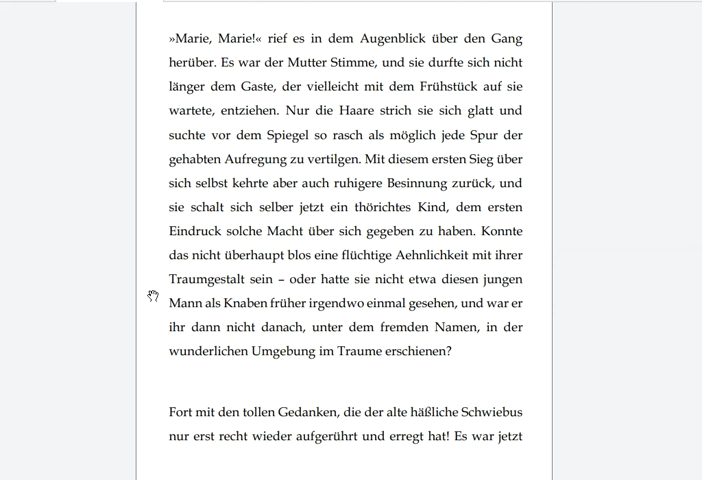 »Marie, Marie!« rief es in dem Augenblick über den Gang
herüber. Es war der Mutter Stimme, und sie durfte sich nicht
länger dem Gaste, der vielleicht mit dem Frühstück auf sie
wartete, entziehen. Nur die Haare strich sie sich glatt und
suchte vor dem Spiegel so rasch als möglich jede Spur der
gehabten Aufregung zu vertilgen. Mit diesem ersten Sieg über
sich selbst kehrte aber auch ruhigere Besinnung zurück, und
sie schalt sich selber jetzt ein thörichtes Kind, dem ersten
Eindruck solche Macht über sich gegeben zu haben. Konnte
das nicht überhaupt blos eine flüchtige Aehnlichkeit mit ihrer
Traumgestalt sein – oder hatte sie nicht etwa diesen jungen
Mann als Knaben früher irgendwo einmal gesehen, und war er
ihr dann nicht danach, unter dem fremden Namen, in der
wunderlichen Umgebung im Traume erschienen?
Fort mit den tollen Gedanken, die der alte häßliche Schwiebus
nur erst recht wieder aufgerührt und erregt hat! Es war jetzt